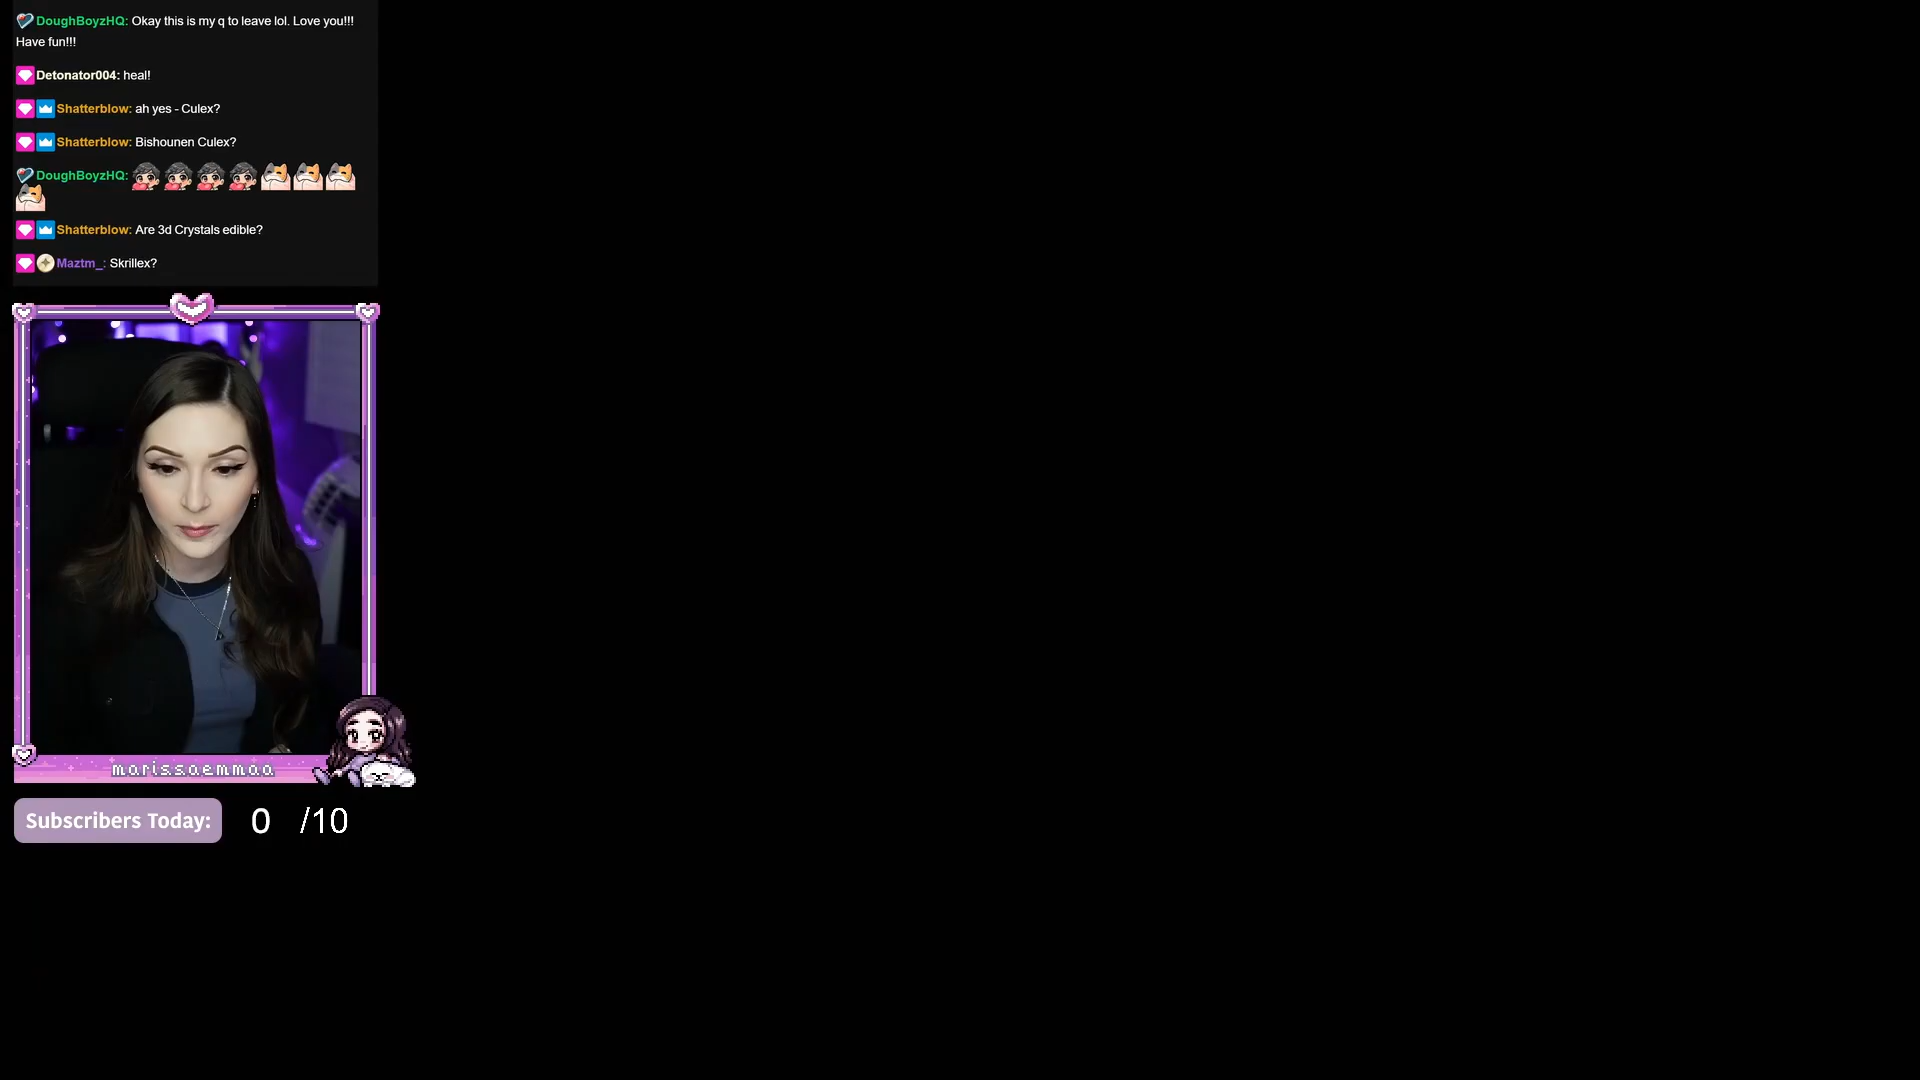 DoughBoyzHQ: Okay this is my q to leave lol. Love you!!!
Have fun!!!
Detonator004: heal!
Shatterblow: ah yes - Culex?
Shatterblow: Bishounen Culex?
DoughBoyzHQ:
Shatterblow: Are 3d Crystals edible?
Maztm_: Skrillex?
marissaemmaa
Subscribers Today: 0 /10